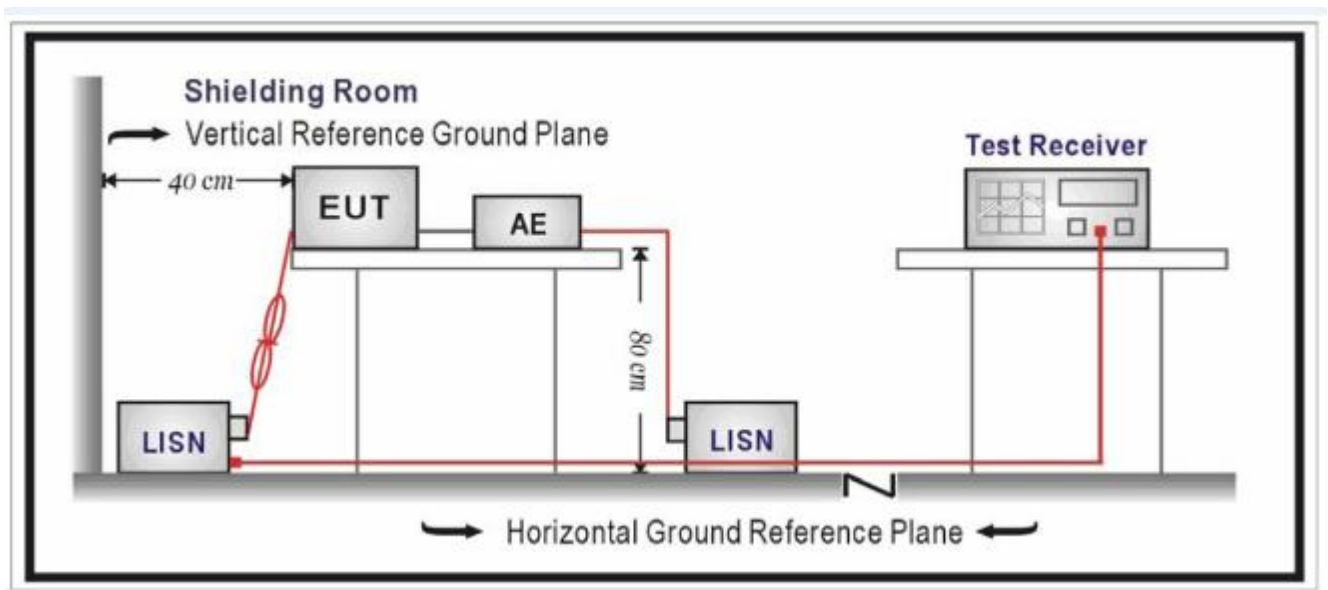 Shielding Room
Vertical Reference Ground Plane
Test Receiver
40 cm
EUT
AE
80 cm
LISN
LISN
Horizontal Ground Reference Plane